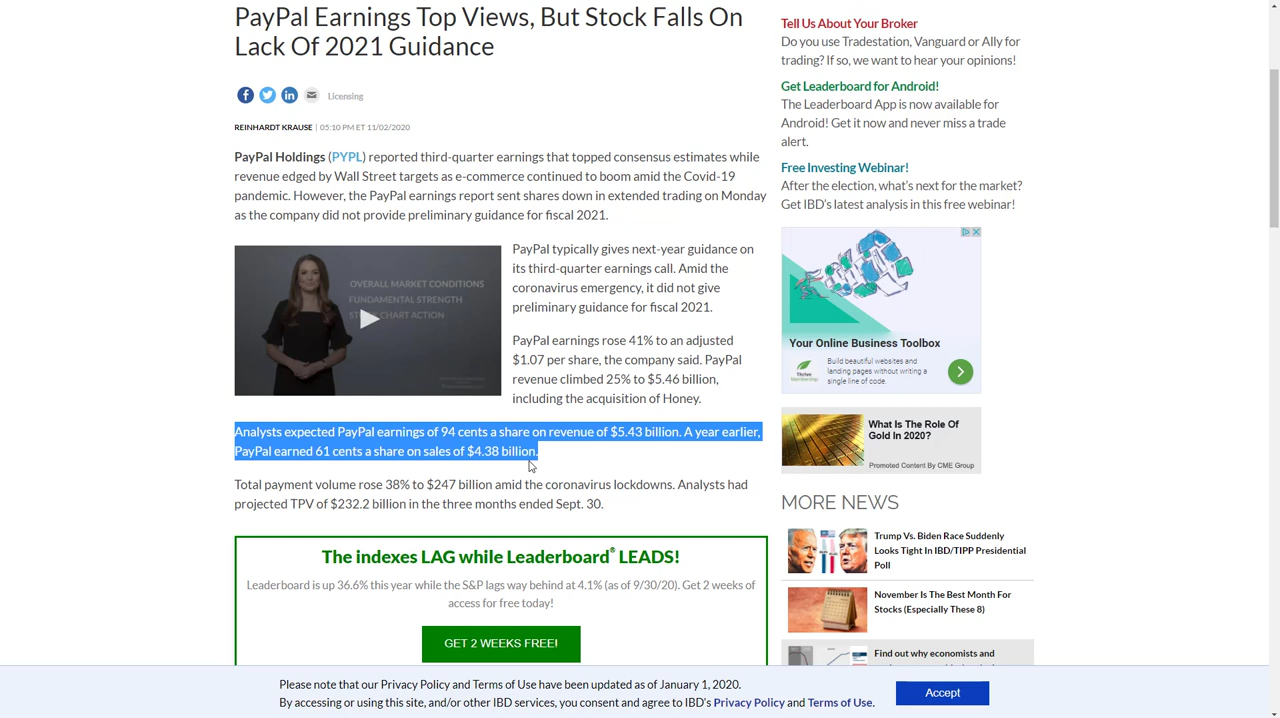 PayPal Earnings Top Views, But Stock Falls On
Lack Of 2021 Guidance
Licensing
REINHARDT KRAUSE | 05:10 PM ET 11/02/2020
PayPal Holdings (PYPL) reported third-quarter earnings that topped consensus estimates while
revenue edged by Wall Street targets as e-commerce continued to boom amid the Covid-19
pandemic. However, the PayPal earnings report sent shares down in extended trading on Monday
as the company did not provide preliminary guidance for fiscal 2021.
OVERALL MARKET CONDITIONS
FUNDAMENTAL STRENGTH
CHART ACTION
PayPal typically gives next-year guidance on
its third-quarter earnings call. Amid the
coronavirus emergency, it did not give
preliminary guidance for fiscal 2021.
PayPal earnings rose 41% to an adjusted
$1.07 per share, the company said. PayPal
revenue climbed 25% to $5.46 billion,
including the acquisition of Honey.
Analysts expected PayPal earnings of 94 cents a share on revenue of $5.43 billion. A year earlier,
PayPal earned 61 cents a share on sales of $4.38 billion.
Total payment volume rose 38% to $247 billion amid the coronavirus lockdowns. Analysts had
projected TPV of $232.2 billion in the three months ended Sept. 30.
The indexes LAG while Leaderboard® LEADS!
Leaderboard is up 36.6% this year while the S&P lags way behind at 4.1% (as of 9/30/20). Get 2 weeks of
access for free today!
GET 2 WEEKS FREE!
Tell Us About Your Broker
Do you use Tradestation, Vanguard or Ally for
trading? If so, we want to hear your opinions!
Get Leaderboard for Android!
The Leaderboard App is now available for
Android! Get it now and never miss a trade
alert.
Free Investing Webinar!
After the election, what's next for the market?
Get IBD's latest analysis in this free webinar!
Your Online Business Toolbox
Build beautiful websites and
landing pages without writing a
single line of code.
What Is The Role Of
Gold In 2020?
Promoted Content By CME Group
MORE NEWS
Trump Vs. Biden Race Suddenly
Looks Tight In IBD/TIPP Presidential
Poll
November Is The Best Month For
Stocks (Especially These 8)
Find out why economists and
Please note that our Privacy Policy and Terms of Use have been updated as of January 1, 2020.
By accessing or using this site, and/or other IBD services, you consent and agree to IBD's Privacy Policy and Terms of Use.
Accept